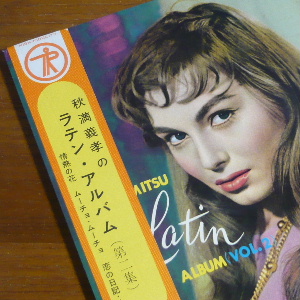 秋満義孝の
ラテン・アルバム
(第二集)
情熱の花 ムーチョ・ムーチョ 恋の日記
MITSU
Latin
ALBUM VOL.2